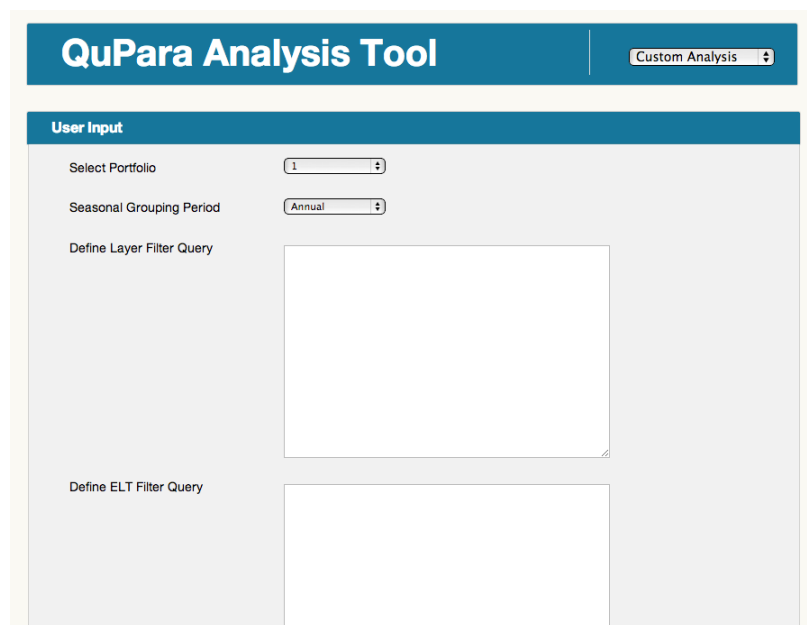 QuPara Analysis Tool
Custom Analysis
User Input
Select Portfolio
1
Seasonal Grouping Period
Annual
Define Layer Filter Query
Define ELT Filter Query